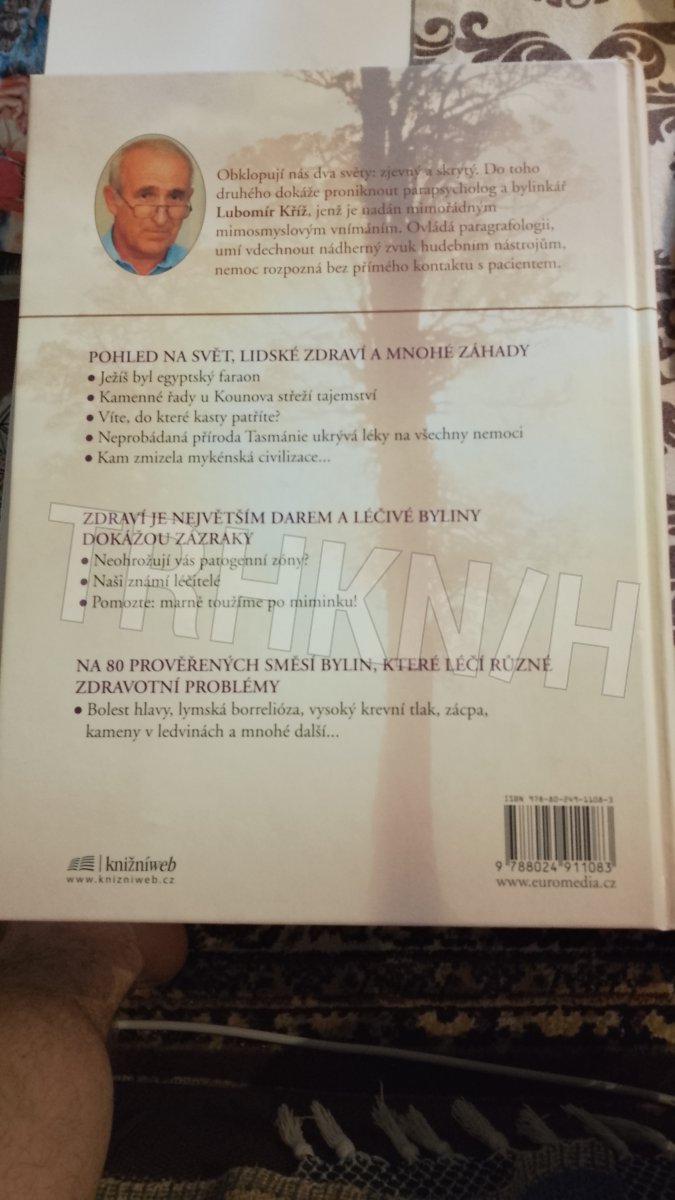 Obklopují nás dva světy: zjevný a skrytý. Do toho
druhého dokáže proniknout parapsycholog a bylinkář
Lubomír Kříž, jenž je nadán mimořádným
mimosmyslovým vnímáním. Ovládá paragrafologii,
umí vdechnout nádherný zvuk hudebním nástrojům,
nemoc rozpozná bez přímého kontaktu s pacientem.
POHLED NA SVĚT, LIDSKÉ ZDRAVÍ A MNOHÉ ZÁHADY
• Ježíš byl egyptský faraon
• Kamenné řady u Kounova střeží tajemství
• Víte, do které kasty patříte?
• Neprobádaná příroda Tasmánie ukrývá léky na všechny nemoci
• Kam zmizela mykénská civilizace...
ZDRAVÍ JE NEJVĚTŠÍM DAREM A LÉČIVÉ BYLINY
DOKÁŽOU ZÁZRAKY
• Neohrožují vás patogenní zóny?
• Naši známí léčitelé
• Pomozte: marně toužíme po miminku!
TRHKNIH
NA 80 PROVĚŘENÝCH SMĚSÍ BYLIN, KTERÉ LÉČÍ RŮZNÉ
ZDRAVOTNÍ PROBLÉMY
• Bolest hlavy, lymská borrelióza, vysoký krevní tlak, zácpa,
kameny v ledvinách a mnohé další...
ISBN 978-80-249-1108-3
9 788024 911083
knižníweb
www.knizniweb.cz
www.euromedia.cz